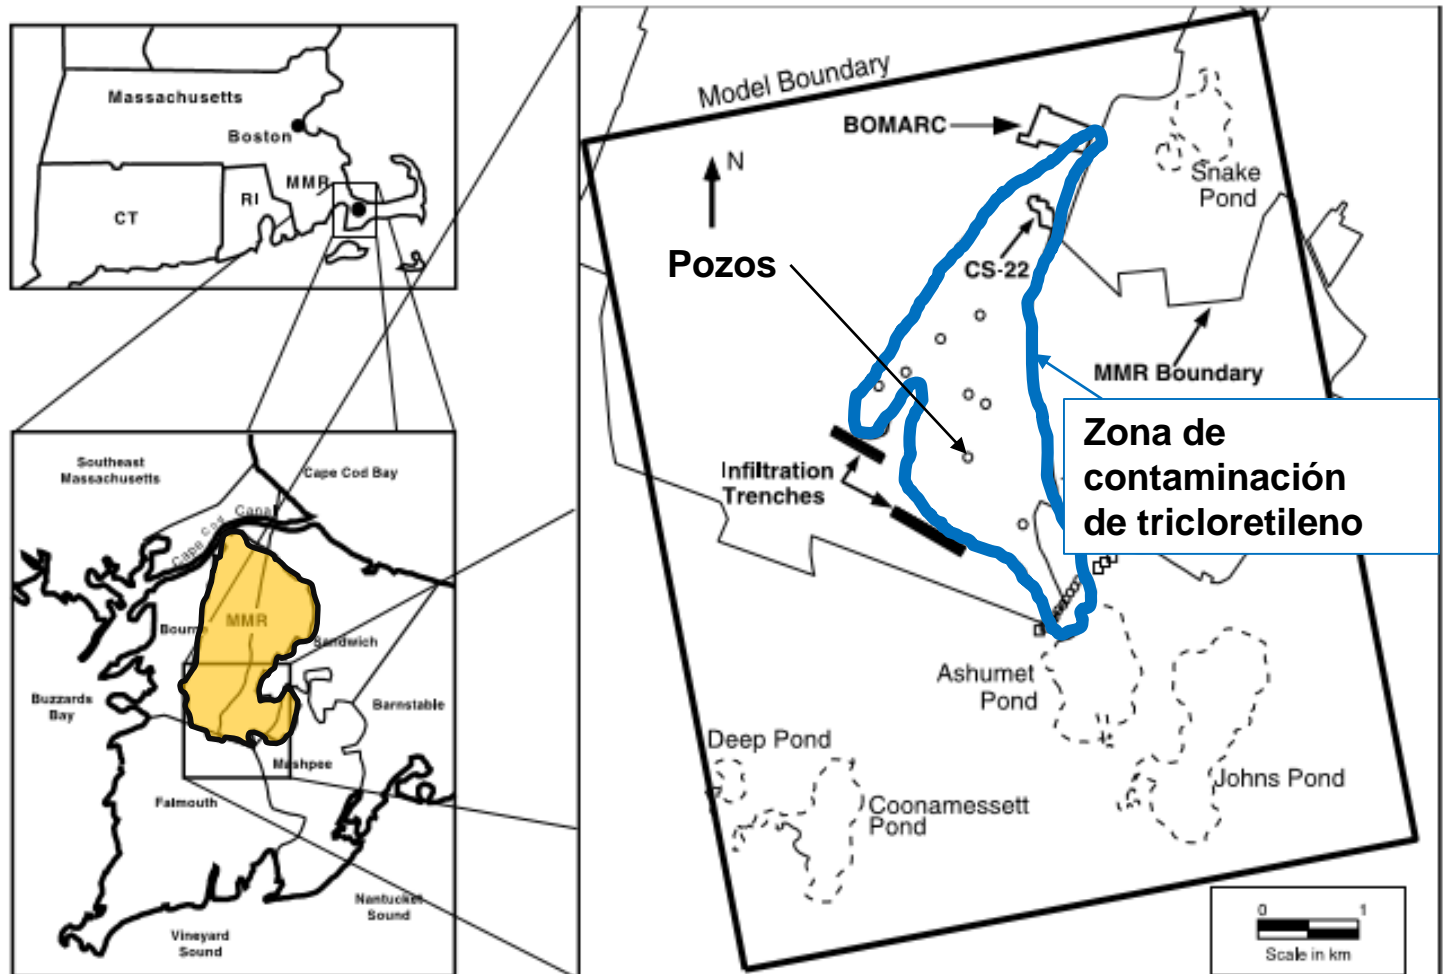 Massachusetts
Boston
MMR
RI
CT
Southeast
Massachusetts
Cape Cod Bay
Cape Cod Canal
MMR
Bourne
Sandwich
Buzzards
Bay
Barnstable
Mashpee
Falmouth
Nantucket
Sound
Vineyard
Sound
Model Boundary
BOMARC
N
Snake
Pond
Pozos
CS-22
MMR Boundary
Zona de
contaminación
de tricloretileno
Infiltration
Trenches
Ashumet
Pond
Deep Pond
Coonamessett
Pond
Johns Pond
0 1
Scale in km